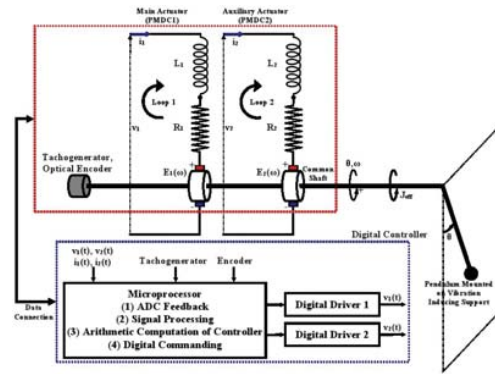 Main Actuator
(PMDC1)
Auxiliary Actuator
(PMDC2)
i₁
i₂
L₁
L₂
Loop 1
Loop 2
v₁
v₂
R₁
R₂
Tachogenerator,
Optical Encoder
E₁(ω)
E₂(ω)
Common
Shaft
θ,ω
J_eff
θ
Digital Controller
Pendulum Mounted
on Vibration
Inducing Support
v₁(t), v₂(t)
i₁(t), i₂(t)
Tachogenerator
Encoder
Data
Connection
Microprocessor
(1) ADC Feedback
(2) Signal Processing
(3) Arithmetic Computation of Controller
(4) Digital Commanding
Digital Driver 1
v₁(t)
Digital Driver 2
v₂(t)